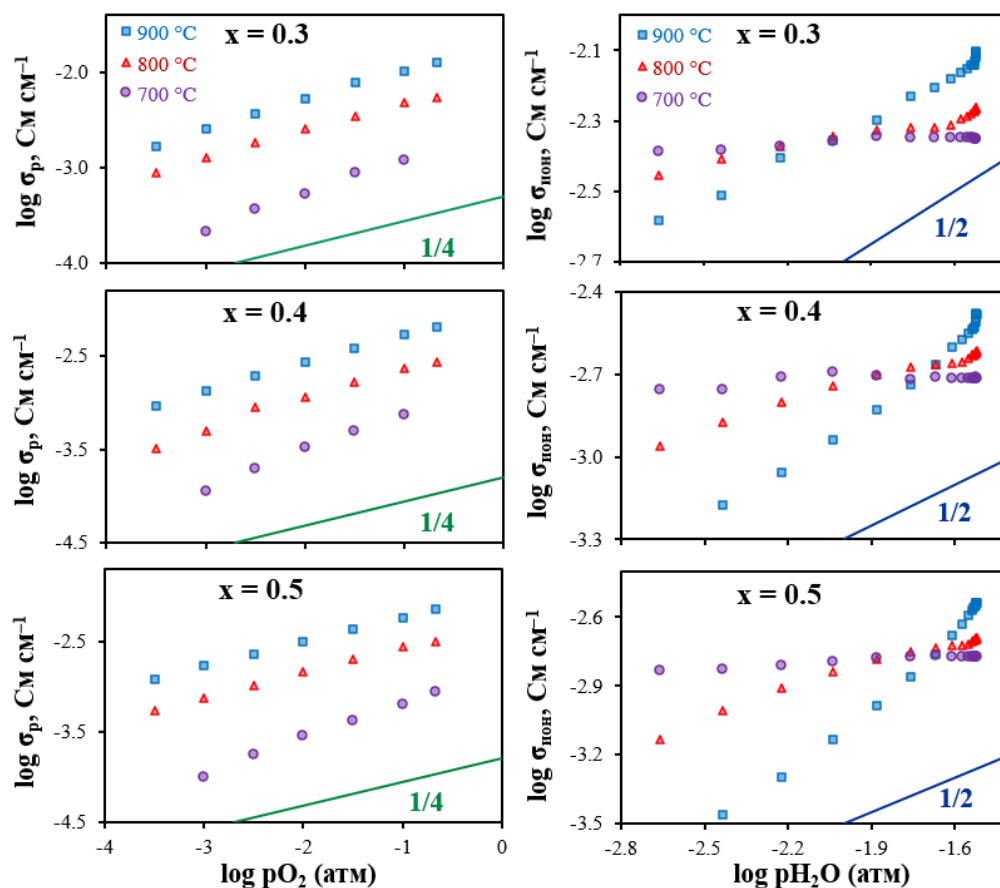 900 °C
800 °C
700 °C
x = 0.3
-2.0
-3.0
-4.0
log σp, См см⁻¹
1/4
900 °C
800 °C
700 °C
x = 0.3
-2.1
-2.3
-2.5
-2.7
log σион, См см⁻¹
1/2
x = 0.4
-2.5
-3.5
-4.5
log σp, См см⁻¹
1/4
x = 0.4
-2.4
-2.7
-3.0
-3.3
log σион, См см⁻¹
1/2
x = 0.5
-2.5
-3.5
-4.5
log σp, См см⁻¹
1/4
-4 -3 -2 -1 0
log pO₂ (атм)
x = 0.5
-2.6
-2.9
-3.2
-3.5
log σион, См см⁻¹
1/2
-2.8 -2.5 -2.2 -1.9 -1.6
log pH₂O (атм)